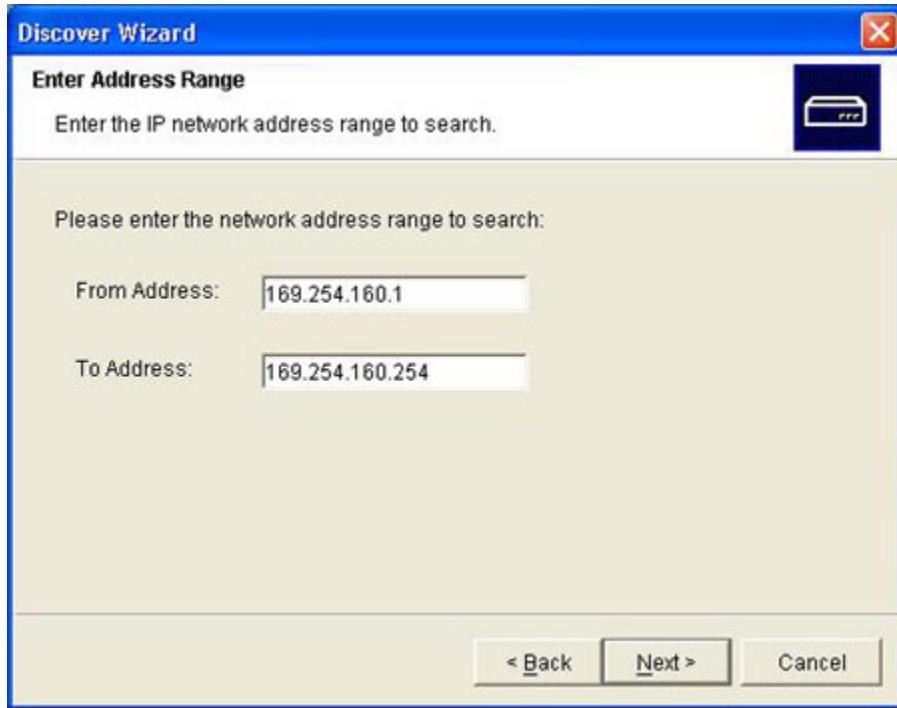 Discover Wizard
Enter Address Range
Enter the IP network address range to search.
Please enter the network address range to search:
From Address: 169.254.160.1
To Address: 169.254.160.254
< Back Next > Cancel